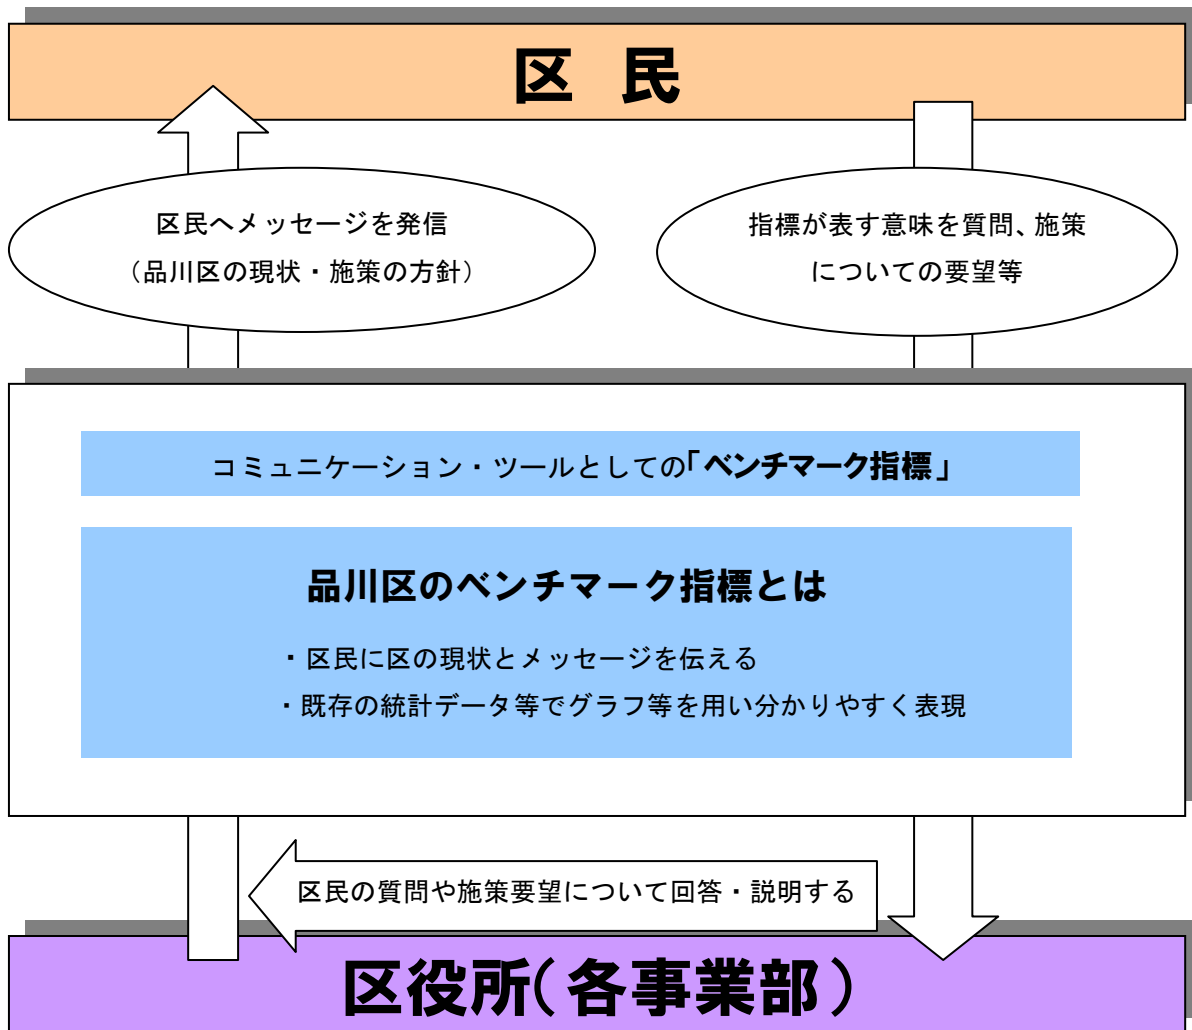 区 民
区民へメッセージを発信
（品川区の現状・施策の方針）
指標が表す意味を質問、施策
についての要望等
コミュニケーション・ツールとしての「ベンチマーク指標」
品川区のベンチマーク指標とは
・区民に区の現状とメッセージを伝える
・既存の統計データ等でグラフ等を用い分かりやすく表現
区民の質問や施策要望について回答・説明する
区役所（各事業部）